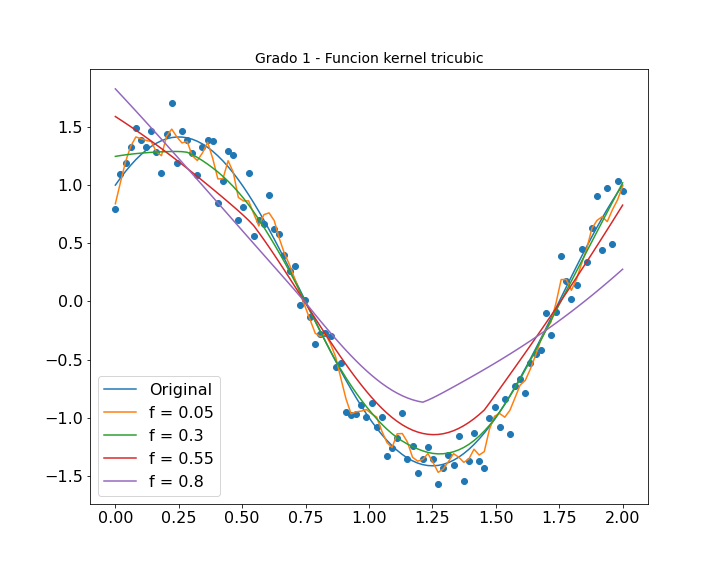 Grado 1 - Funcion kernel tricubic
1.5
1.0
0.5
0.0
−0.5
−1.0
−1.5
Original
f = 0.05
f = 0.3
f = 0.55
f = 0.8
0.00 0.25 0.50 0.75 1.00 1.25 1.50 1.75 2.00